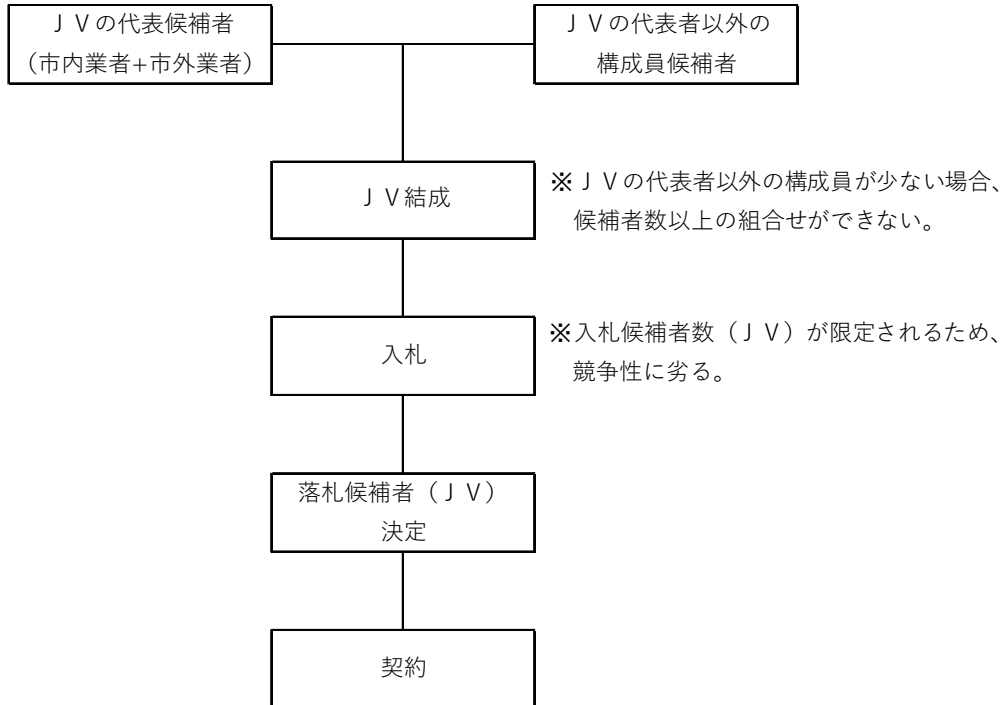 ＪＶの代表候補者
（市内業者+市外業者）
ＪＶの代表者以外の
構成員候補者
ＪＶ結成
※ＪＶの代表者以外の構成員が少ない場合、
候補者数以上の組合せができない。
入札
※入札候補者数（ＪＶ）が限定されるため、
競争性に劣る。
落札候補者（ＪＶ）
決定
契約